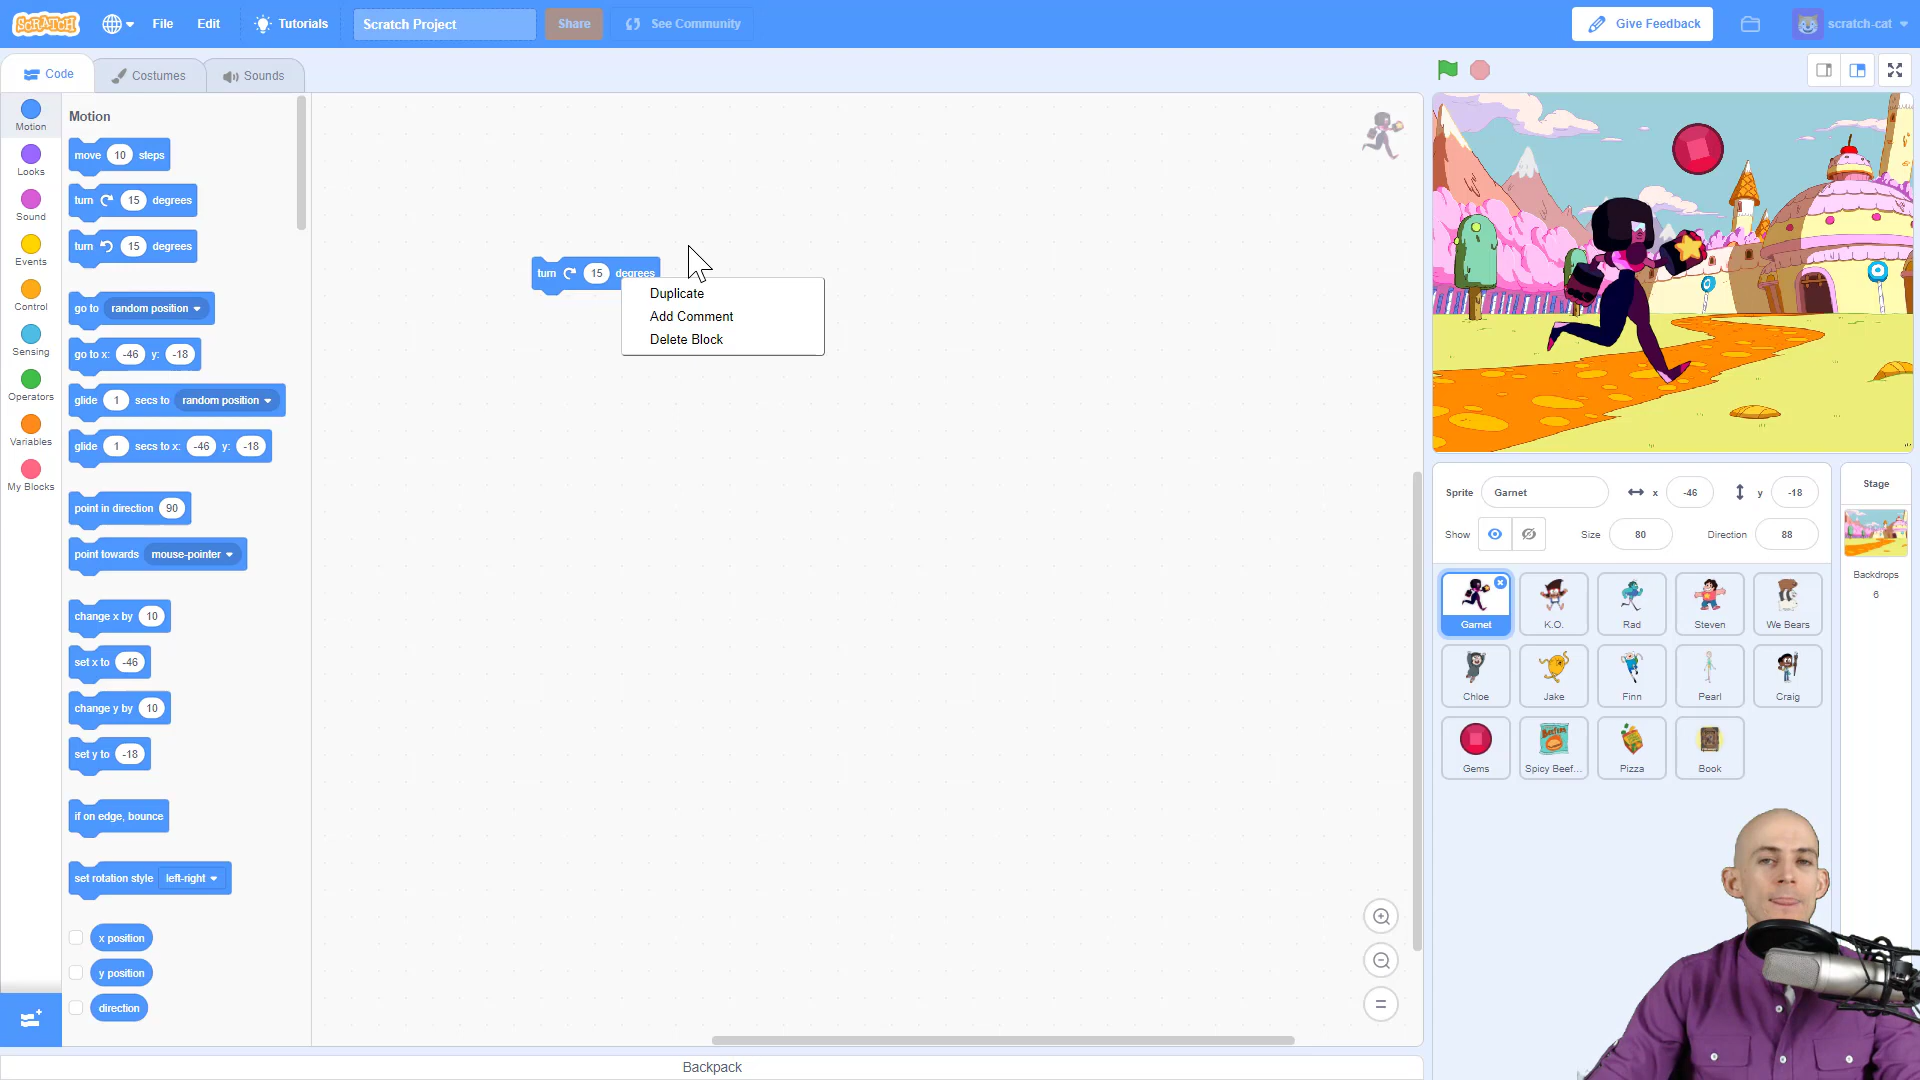 SCRATCH
File
Edit
Tutorials
Scratch Project
Share
See Community
Give Feedback
scratch-cat
Code
Costumes
Sounds
Motion
Looks
Sound
Events
Control
Sensing
Operators
Variables
My Blocks
Motion
move 10 steps
turn 15 degrees
turn 15 degrees
go to random position
go to x: -46 y: -18
glide 1 secs to random position
glide 1 secs to x: -46 y: -18
point in direction 90
point towards mouse-pointer
change x by 10
set x to -46
change y by 10
set y to -18
if on edge, bounce
set rotation style left-right
x position
y position
direction
turn 15 degrees
Duplicate
Add Comment
Delete Block
Backpack
Sprite Garnet x -46 y -18
Show Size 80 Direction 88
Garnet
K.O.
Rad
Steven
We Bears
Chloe
Jake
Finn
Pearl
Craig
Gems
Spicy Beef...
Pizza
Book
Stage
Backdrops
6